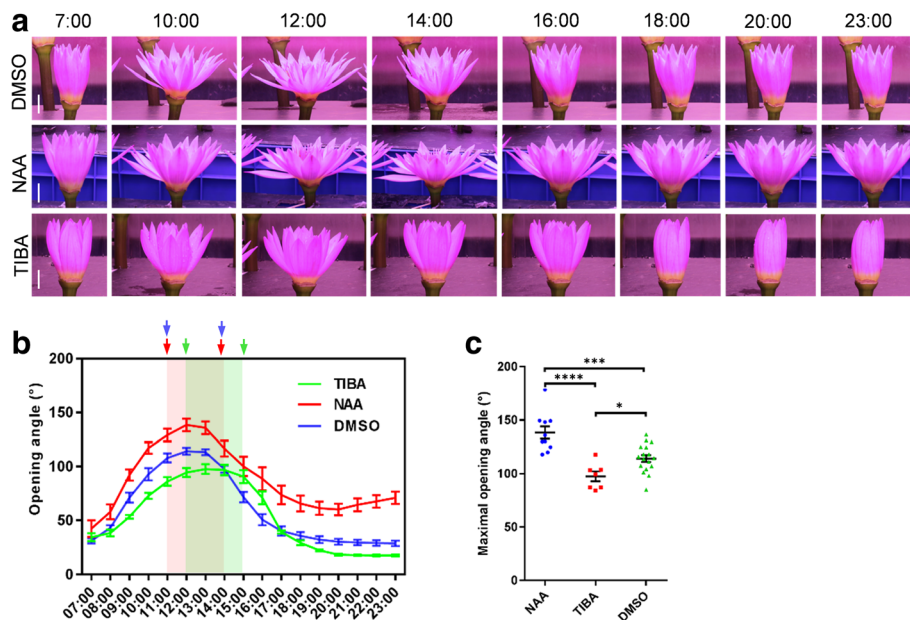 a
7:00 10:00 12:00 14:00 16:00 18:00 20:00 23:00
DMSO
NAA
TIBA
b
Opening angle (°)
200
150
100
50
0
TIBA
NAA
DMSO
07:00 08:00 09:00 10:00 11:00 12:00 13:00 14:00 15:00 16:00 17:00 18:00 19:00 20:00 21:00 22:00 23:00
c
Maximal opening angle (°)
200
150
100
50
0
***
****
*
NAA TIBA DMSO